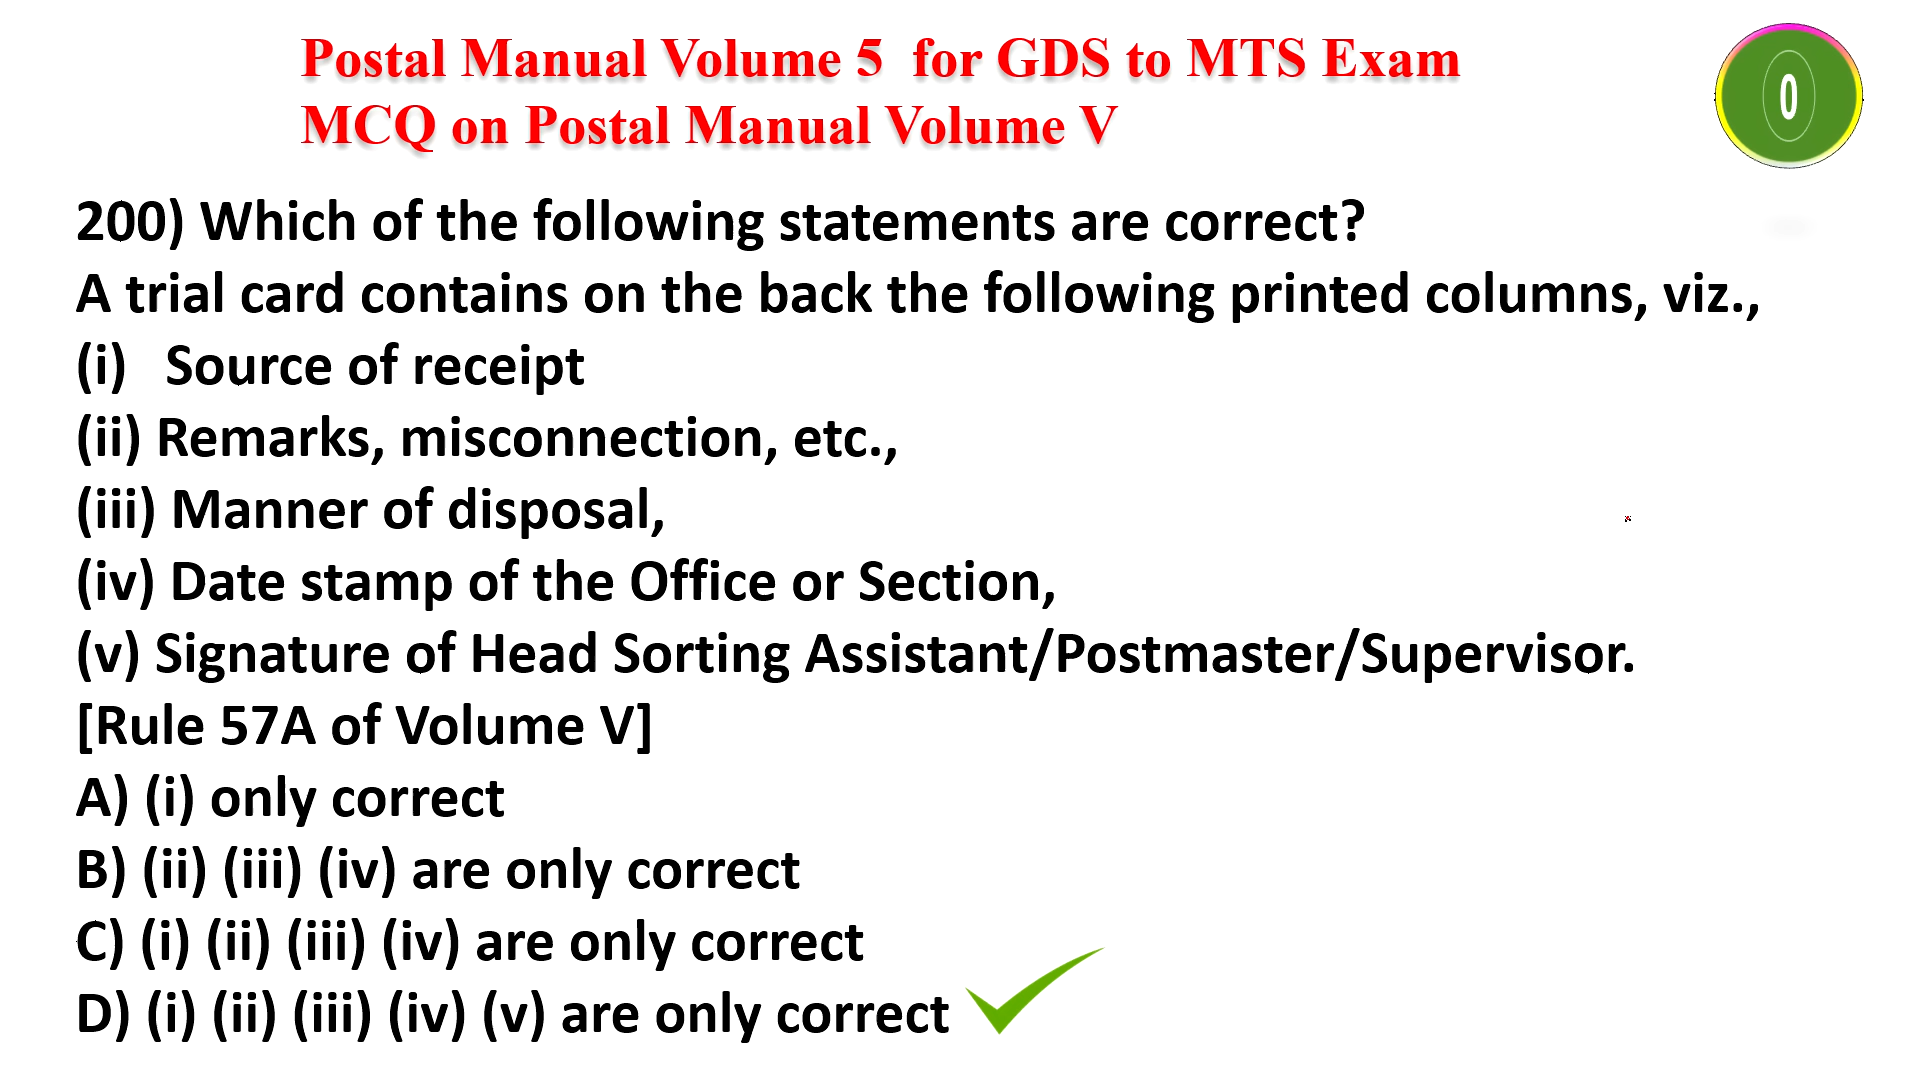 Postal Manual Volume 5 for GDS to MTS Exam
MCQ on Postal Manual Volume V
0
200) Which of the following statements are correct?
A trial card contains on the back the following printed columns, viz.,
(i) Source of receipt
(ii) Remarks, misconnection, etc.,
(iii) Manner of disposal,
(iv) Date stamp of the Office or Section,
(v) Signature of Head Sorting Assistant/Postmaster/Supervisor.
[Rule 57A of Volume V]
A) (i) only correct
B) (ii) (iii) (iv) are only correct
C) (i) (ii) (iii) (iv) are only correct
D) (i) (ii) (iii) (iv) (v) are only correct